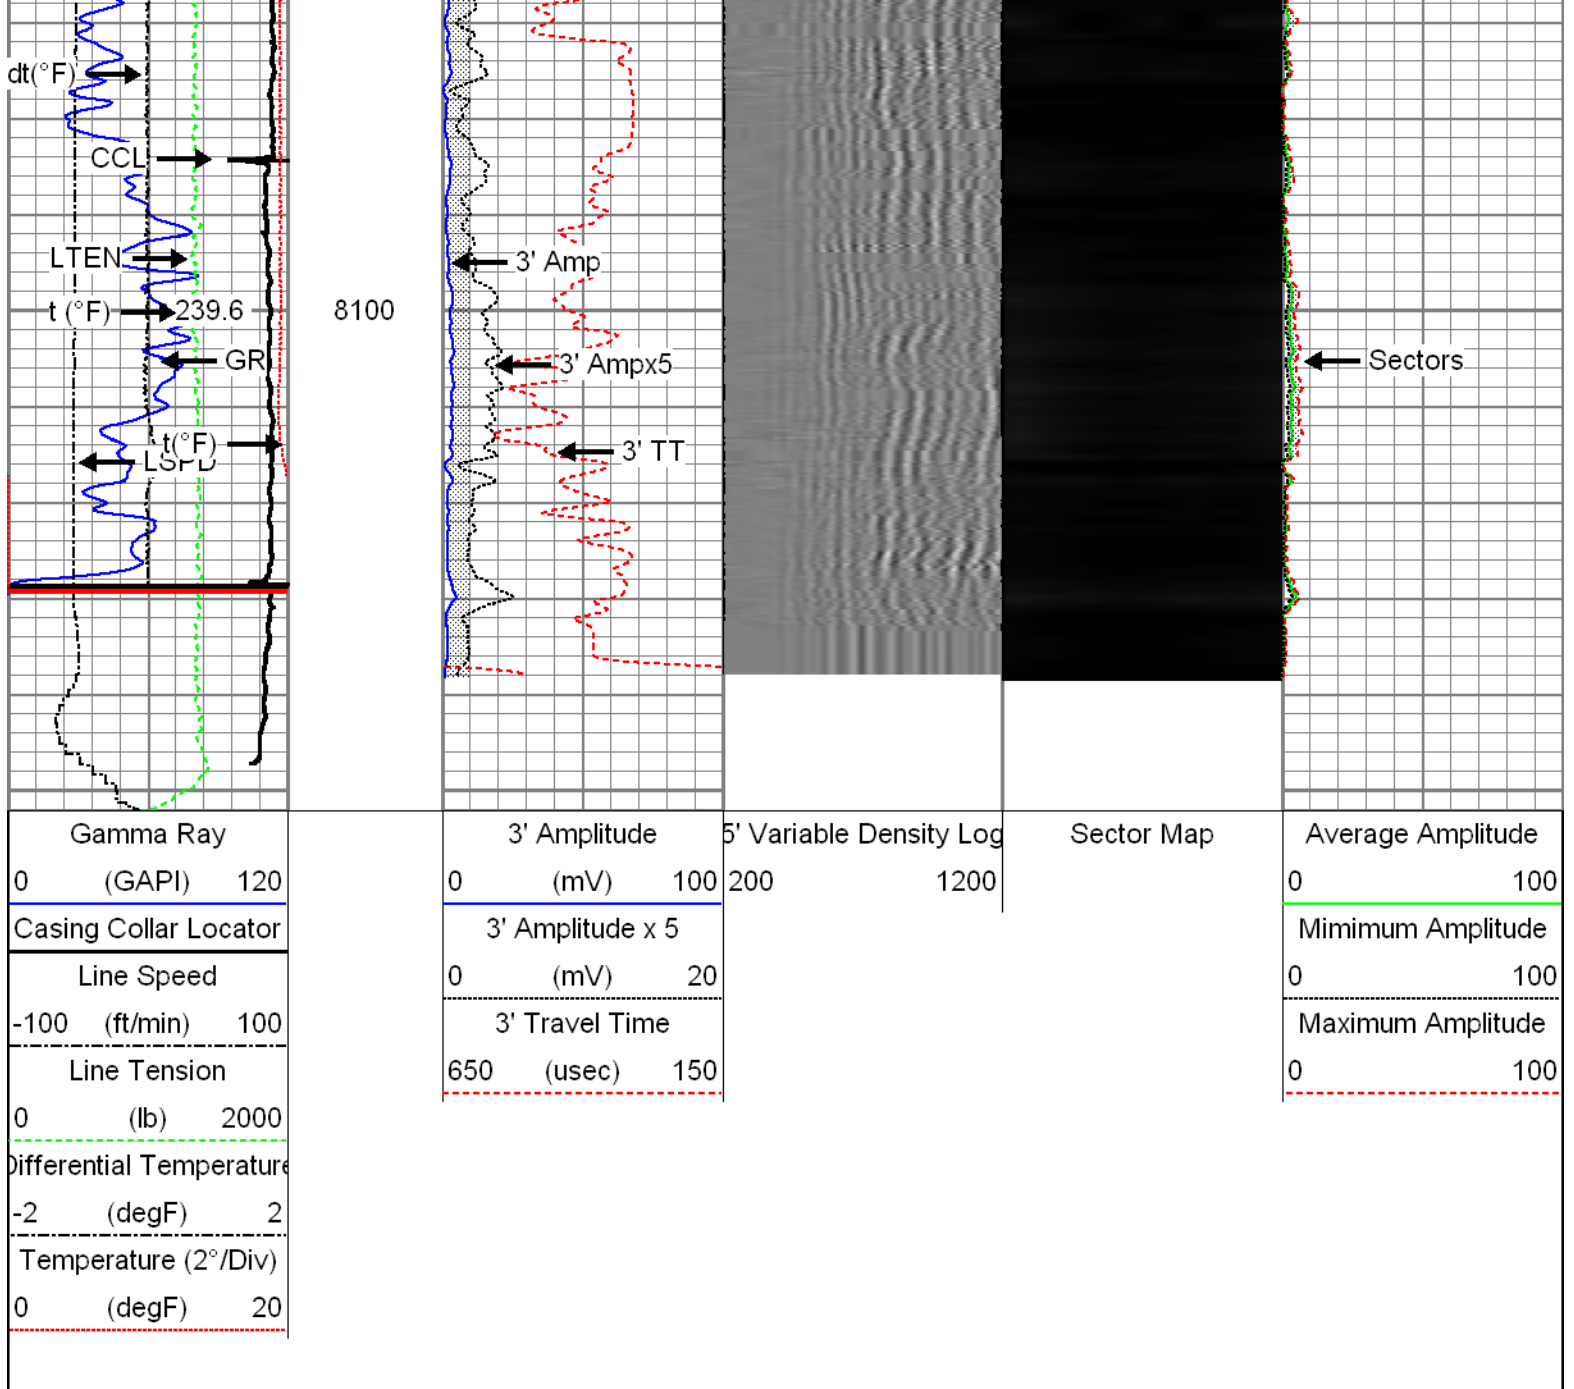 dt(°F)
CCL
LTEN
3' Amp
t (°F) 239.6
8100
GR
3' Ampx5
Sectors
t(°F)
LSPD
3' TT
Gamma Ray
0 (GAPI) 120
Casing Collar Locator
Line Speed
-100 (ft/min) 100
Line Tension
0 (lb) 2000
Differential Temperature
-2 (degF) 2
Temperature (2°/Div)
0 (degF) 20
3' Amplitude
0 (mV) 100
3' Amplitude x 5
0 (mV) 20
3' Travel Time
650 (usec) 150
5' Variable Density Log
200 1200
Sector Map
Average Amplitude
0 100
Mimimum Amplitude
0 100
Maximum Amplitude
0 100